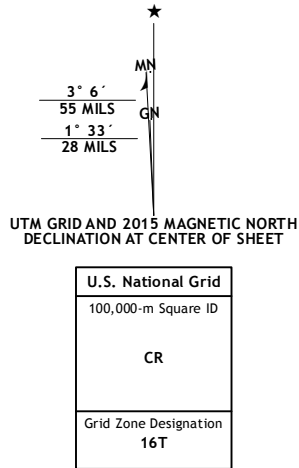 ★
MN
3° 6´
55 MILS
GN
1° 33´
28 MILS
UTM GRID AND 2015 MAGNETIC NORTH
DECLINATION AT CENTER OF SHEET
U.S. National Grid
100,000-m Square ID
CR
Grid Zone Designation
16T